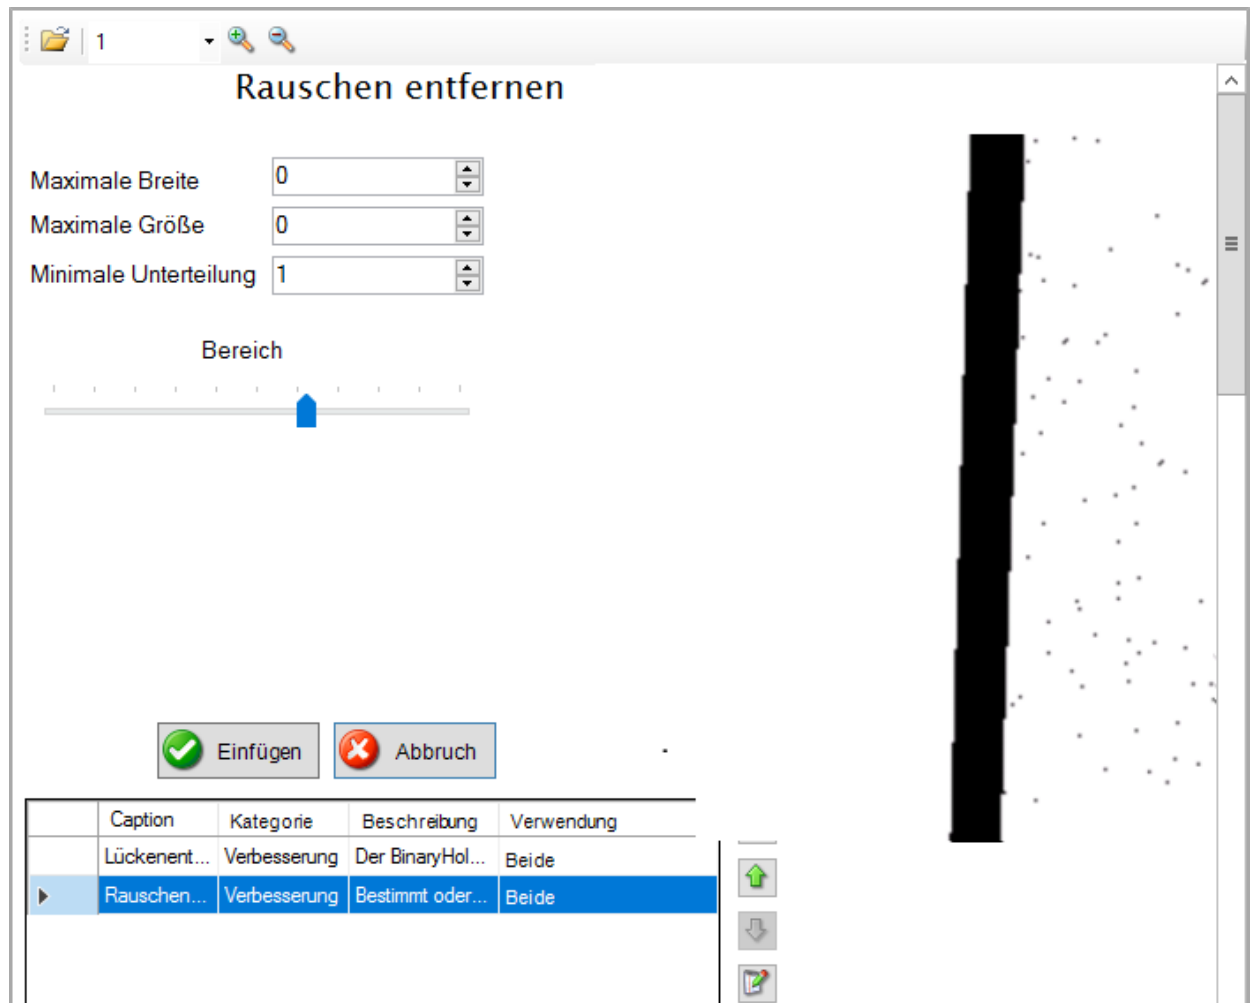 1
Rauschen entfernen
Maximale Breite 0
Maximale Größe 0
Minimale Unterteilung 1
Bereich
Einfügen Abbruch
Caption Kategorie Beschreibung Verwendung
Lückenent... Verbesserung Der BinaryHol... Beide
Rauschen... Verbesserung Bestimmt oder... Beide